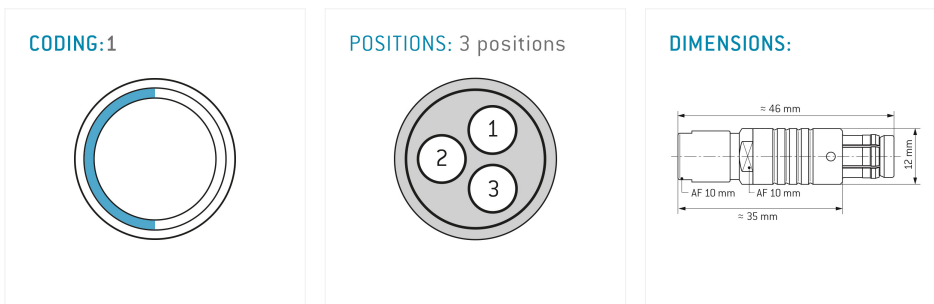 CODING:1
POSITIONS: 3 positions
1
2
3
DIMENSIONS:
≈ 46 mm
12 mm
AF 10 mm
AF 10 mm
≈ 35 mm